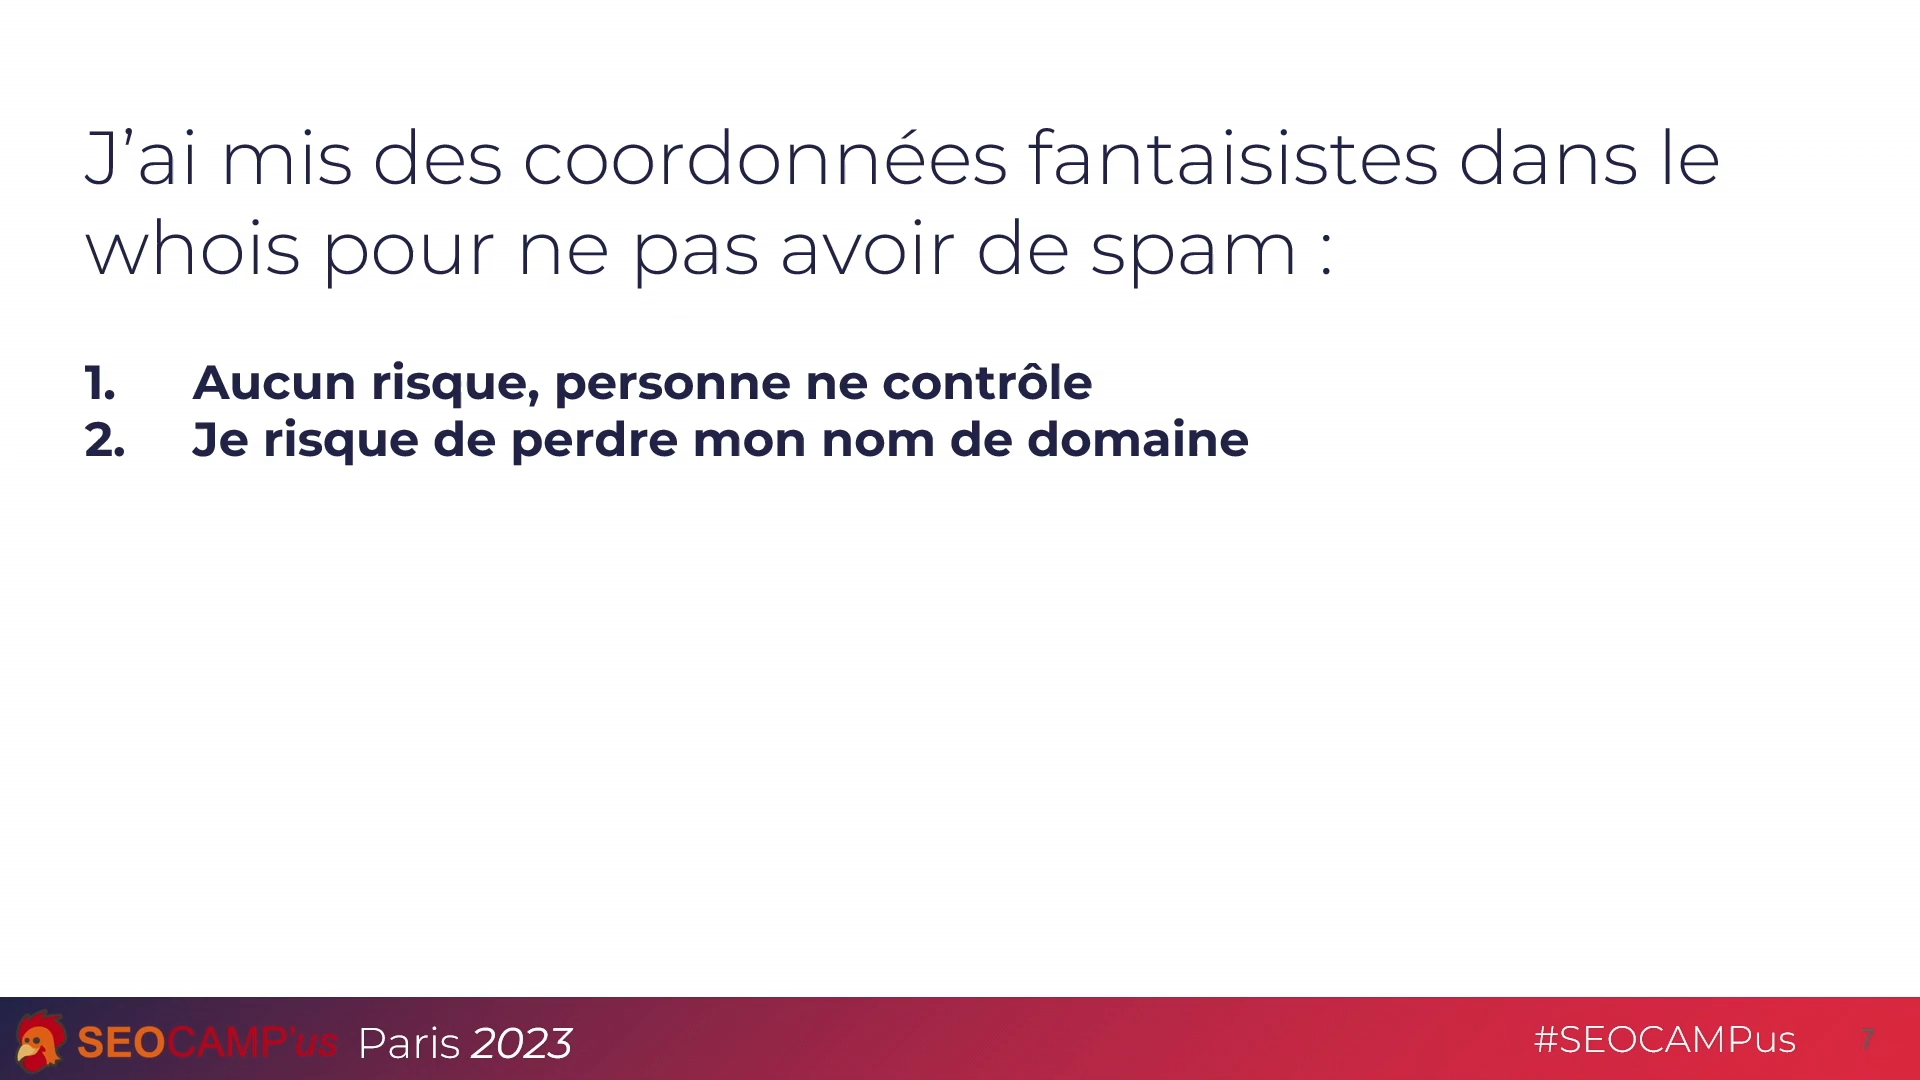 J’ai mis des coordonnées fantaisistes dans le
whois pour ne pas avoir de spam :
1. Aucun risque, personne ne contrôle
2. Je risque de perdre mon nom de domaine
SEOCAMP'us Paris 2023
#SEOCAMPus 7